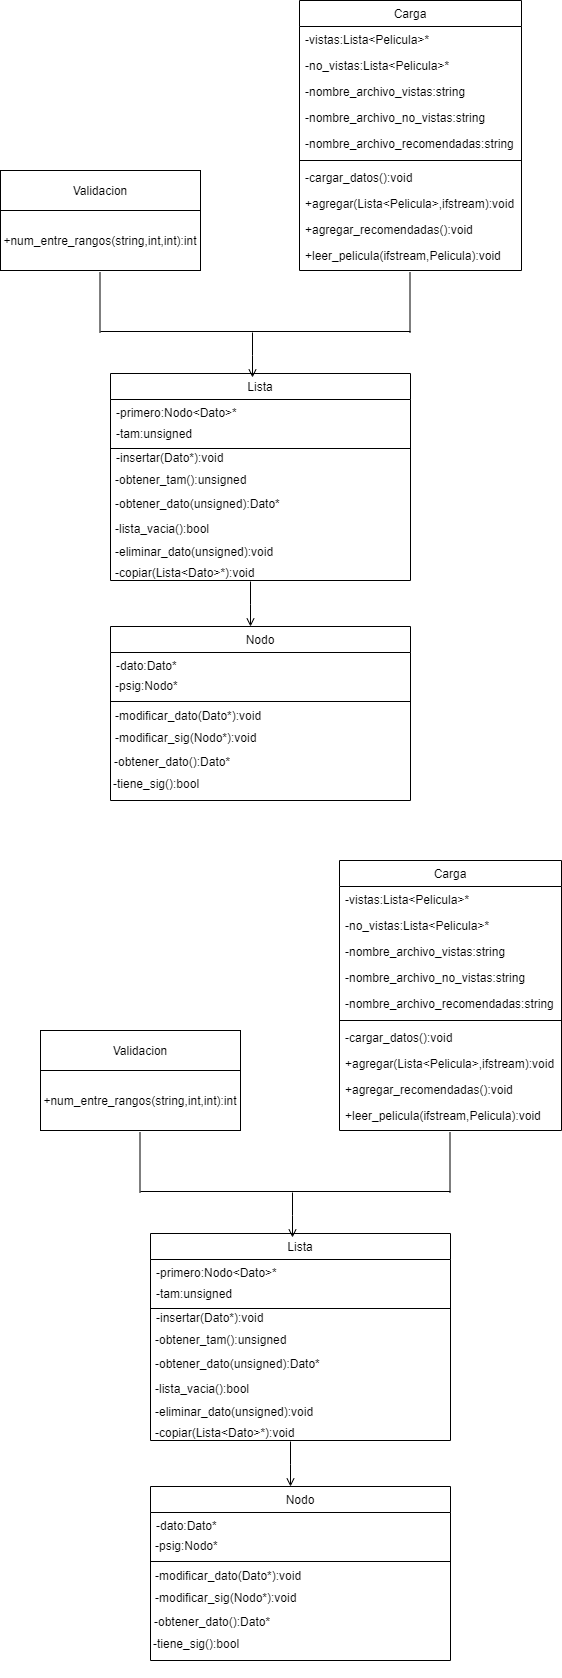 Carga
-vistas:Lista<Pelicula>*
-no_vistas:Lista<Pelicula>*
-nombre_archivo_vistas:string
-nombre_archivo_no_vistas:string
-nombre_archivo_recomendadas:string
-cargar_datos():void
+agregar(Lista<Pelicula>,ifstream):void
+agregar_recomendadas():void
+leer_pelicula(ifstream,Pelicula):void
Validacion
+num_entre_rangos(string,int,int):int
Lista
-primero:Nodo<Dato>*
-tam:unsigned
-insertar(Dato*):void
-obtener_tam():unsigned
-obtener_dato(unsigned):Dato*
-lista_vacia():bool
-eliminar_dato(unsigned):void
-copiar(Lista<Dato>*):void
Nodo
-dato:Dato*
-psig:Nodo*
-modificar_dato(Dato*):void
-modificar_sig(Nodo*):void
-obtener_dato():Dato*
-tiene_sig():bool
Carga
-vistas:Lista<Pelicula>*
-no_vistas:Lista<Pelicula>*
-nombre_archivo_vistas:string
-nombre_archivo_no_vistas:string
-nombre_archivo_recomendadas:string
-cargar_datos():void
+agregar(Lista<Pelicula>,ifstream):void
+agregar_recomendadas():void
+leer_pelicula(ifstream,Pelicula):void
Validacion
+num_entre_rangos(string,int,int):int
Lista
-primero:Nodo<Dato>*
-tam:unsigned
-insertar(Dato*):void
-obtener_tam():unsigned
-obtener_dato(unsigned):Dato*
-lista_vacia():bool
-eliminar_dato(unsigned):void
-copiar(Lista<Dato>*):void
Nodo
-dato:Dato*
-psig:Nodo*
-modificar_dato(Dato*):void
-modificar_sig(Nodo*):void
-obtener_dato():Dato*
-tiene_sig():bool